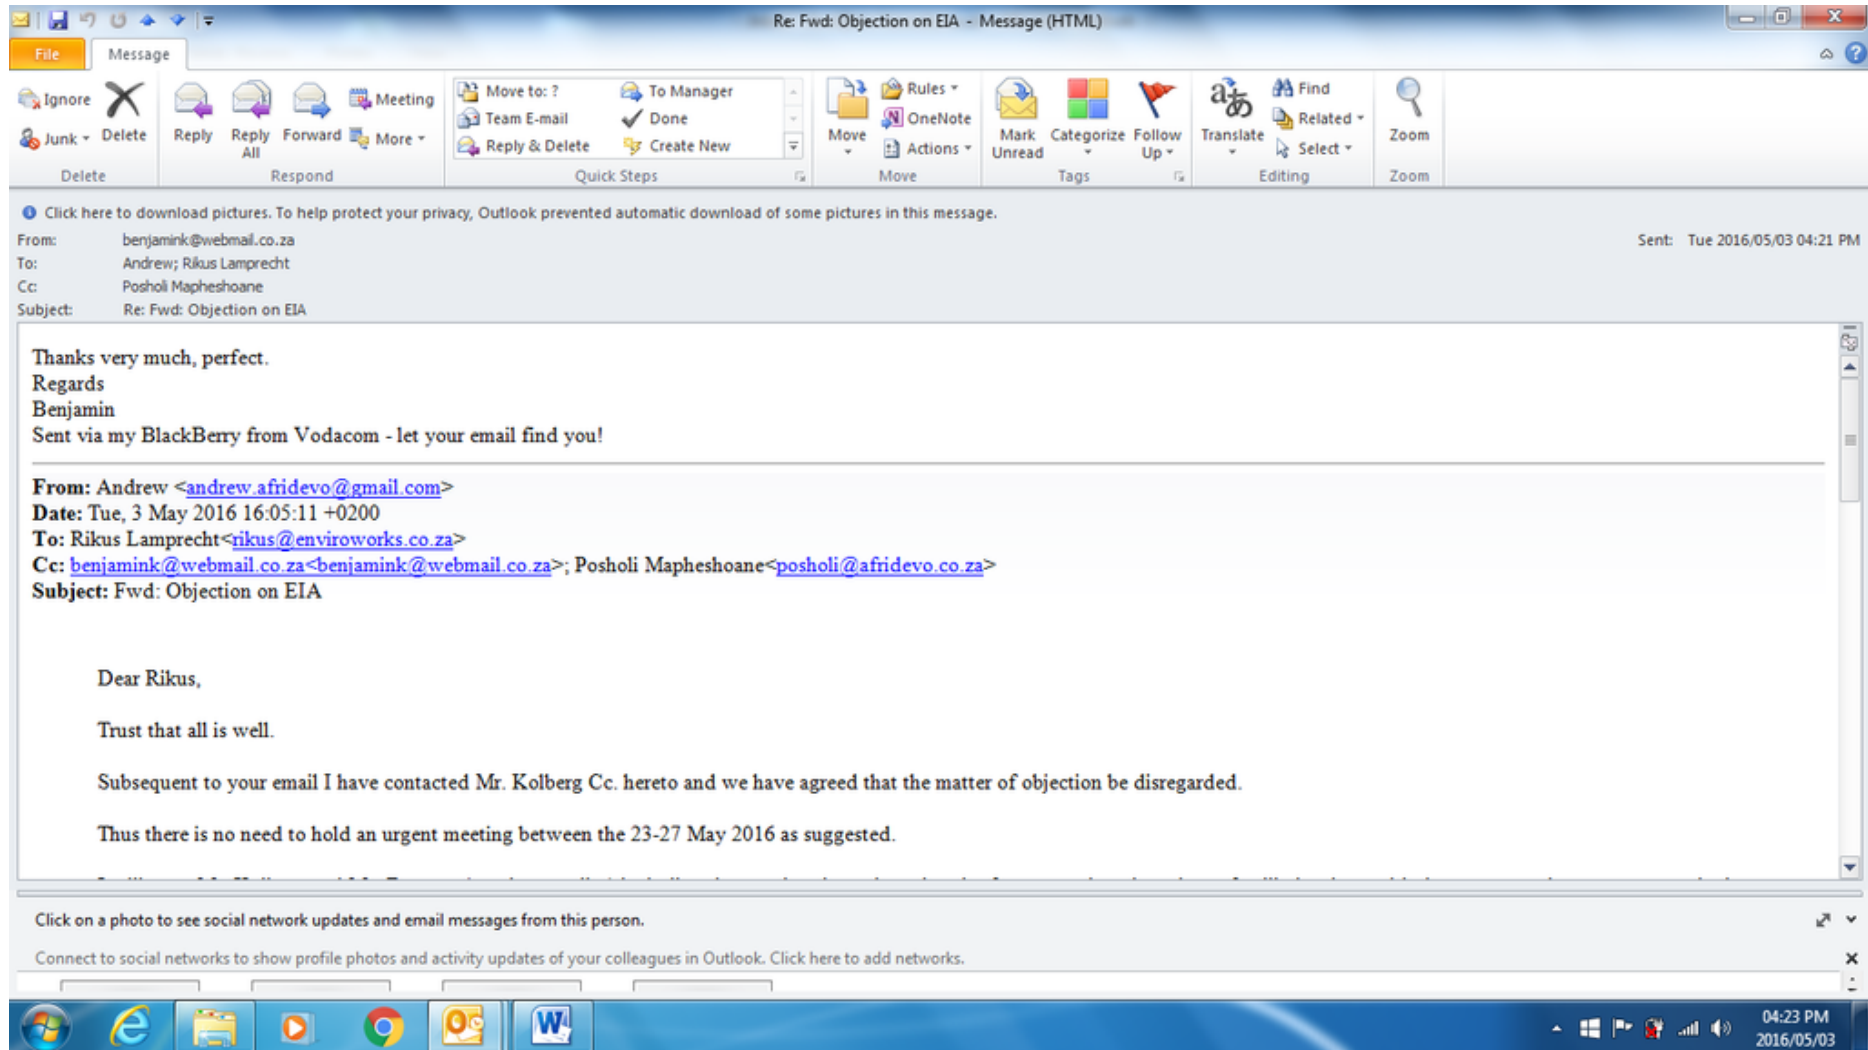 Re: Fwd: Objection on EIA - Message (HTML)
File Message
Ignore
Junk
Delete
Reply
Reply All
Forward
Meeting
More
Move to: ?
Team E-mail
Reply & Delete
To Manager
Done
Create New
Move
Rules
OneNote
Actions
Mark Unread
Categorize
Follow Up
Translate
Find
Related
Select
Zoom
Delete Respond Quick Steps Move Tags Editing Zoom
Click here to download pictures. To help protect your privacy, Outlook prevented automatic download of some pictures in this message.
From: benjamink@webmail.co.za Sent: Tue 2016/05/03 04:21 PM
To: Andrew; Rikus Lamprecht
Cc: Posholi Mapheshoane
Subject: Re: Fwd: Objection on EIA
Thanks very much, perfect.
Regards
Benjamin
Sent via my BlackBerry from Vodacom - let your email find you!
From: Andrew <andrew.afridevo@gmail.com>
Date: Tue, 3 May 2016 16:05:11 +0200
To: Rikus Lamprecht<rikus@enviroworks.co.za>
Cc: benjamink@webmail.co.za<benjamink@webmail.co.za>; Posholi Mapheshoane<posholi@afridevo.co.za>
Subject: Fwd: Objection on EIA
Dear Rikus,
Trust that all is well.
Subsequent to your email I have contacted Mr. Kolberg Cc. hereto and we have agreed that the matter of objection be disregarded.
Thus there is no need to hold an urgent meeting between the 23-27 May 2016 as suggested.
Click on a photo to see social network updates and email messages from this person.
Connect to social networks to show profile photos and activity updates of your colleagues in Outlook. Click here to add networks.
04:23 PM
2016/05/03